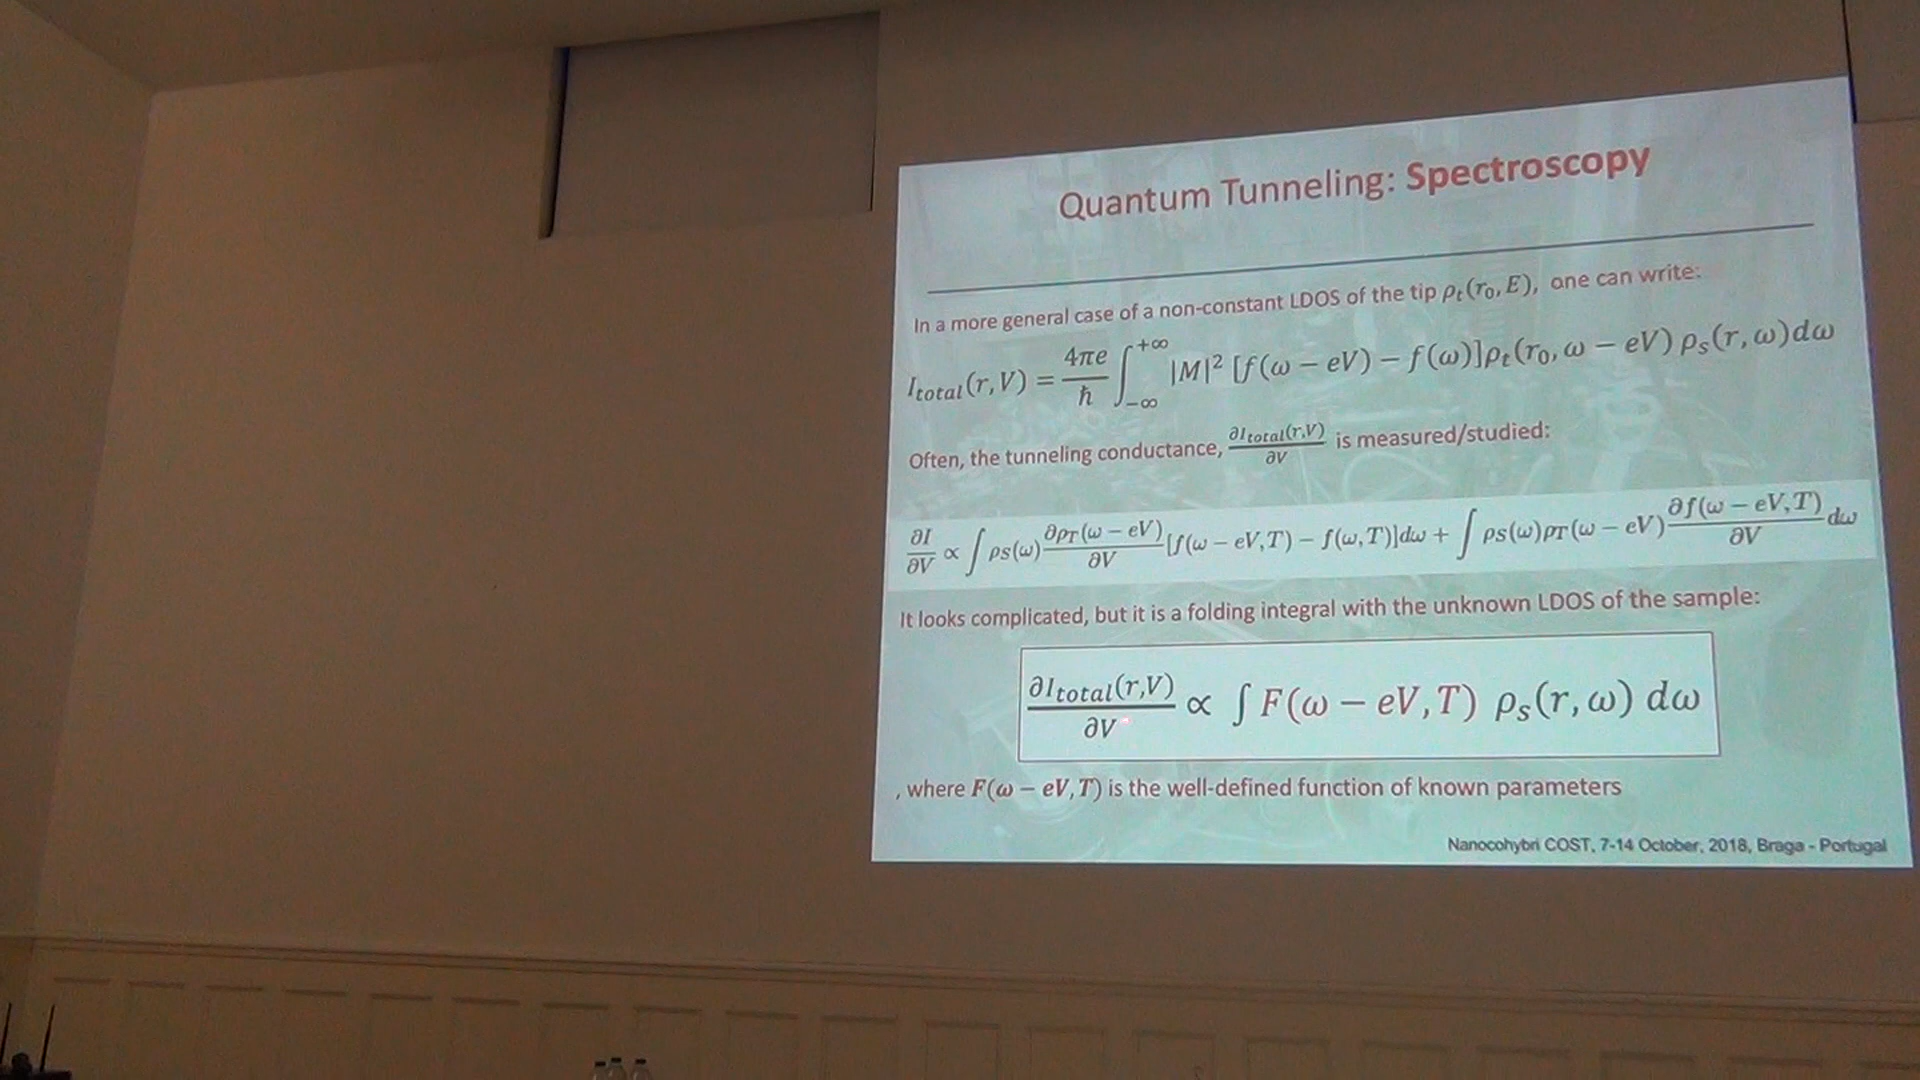 Quantum Tunneling: Spectroscopy
In a more general case of a non-constant LDOS of the tip ρₜ(r₀, E), one can write:
I_total(r, V) = 4πe/ħ ∫_{−∞}^{+∞} |M|² [f(ω − eV) − f(ω)]ρₜ(r₀, ω − eV) ρₛ(r, ω)dω
Often, the tunneling conductance, ∂I_total(r,V)/∂V is measured/studied:
∂I/∂V ∝ ∫ ρS(ω) ∂ρT(ω − eV)/∂V [f(ω − eV, T) − f(ω, T)]dω + ∫ ρS(ω)ρT(ω − eV) ∂f(ω − eV, T)/∂V dω
It looks complicated, but it is a folding integral with the unknown LDOS of the sample:
∂I_total(r,V)/∂V ∝ ∫ F(ω − eV, T) ρₛ(r, ω) dω
, where F(ω − eV, T) is the well-defined function of known parameters
Nanocohybri COST, 7-14 October, 2018, Braga - Portugal